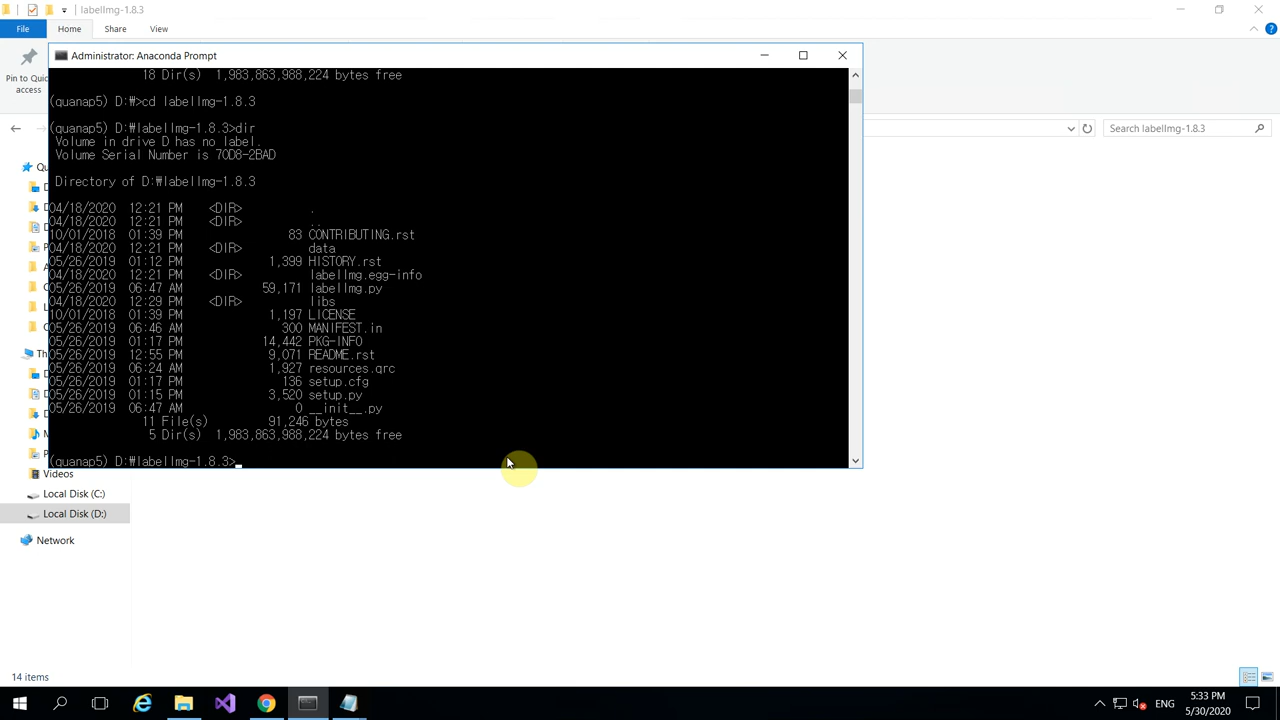 labelImg-1.8.3
File Home Share View
Pin to Quic
access
Search labelImg-1.8.3
Administrator: Anaconda Prompt
18 Dir(s) 1,983,863,988,224 bytes free
(quanap5) D:₩>cd labelImg-1.8.3
(quanap5) D:₩labelImg-1.8.3>dir
Volume in drive D has no label.
Volume Serial Number is 70D8-2BAD
Directory of D:₩labelImg-1.8.3
04/18/2020 12:21 PM <DIR> .
04/18/2020 12:21 PM <DIR> ..
10/01/2018 01:39 PM 83 CONTRIBUTING.rst
04/18/2020 12:21 PM <DIR> data
05/26/2019 01:12 PM 1,399 HISTORY.rst
04/18/2020 12:21 PM <DIR> labelImg.egg-info
05/26/2019 06:47 AM 59,171 labelImg.py
04/18/2020 12:29 PM <DIR> libs
10/01/2018 01:39 PM 1,197 LICENSE
05/26/2019 06:46 AM 300 MANIFEST.in
05/26/2019 01:17 PM 14,442 PKG-INFO
05/26/2019 12:55 PM 9,071 README.rst
05/26/2019 06:24 AM 1,927 resources.qrc
05/26/2019 01:17 PM 136 setup.cfg
05/26/2019 01:15 PM 3,520 setup.py
05/26/2019 06:47 AM 0 __init__.py
11 File(s) 91,246 bytes
5 Dir(s) 1,983,863,988,224 bytes free
(quanap5) D:₩labelImg-1.8.3>
Qu
Th
Videos
Local Disk (C:)
Local Disk (D:)
Network
14 items
ENG
5:33 PM
5/30/2020